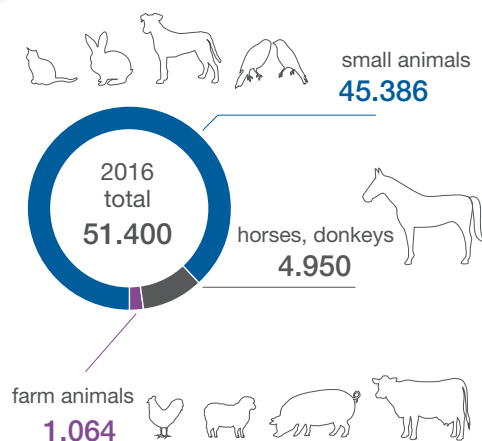 small animals
45.386
2016
total
51.400
horses, donkeys
4.950
farm animals
1.064